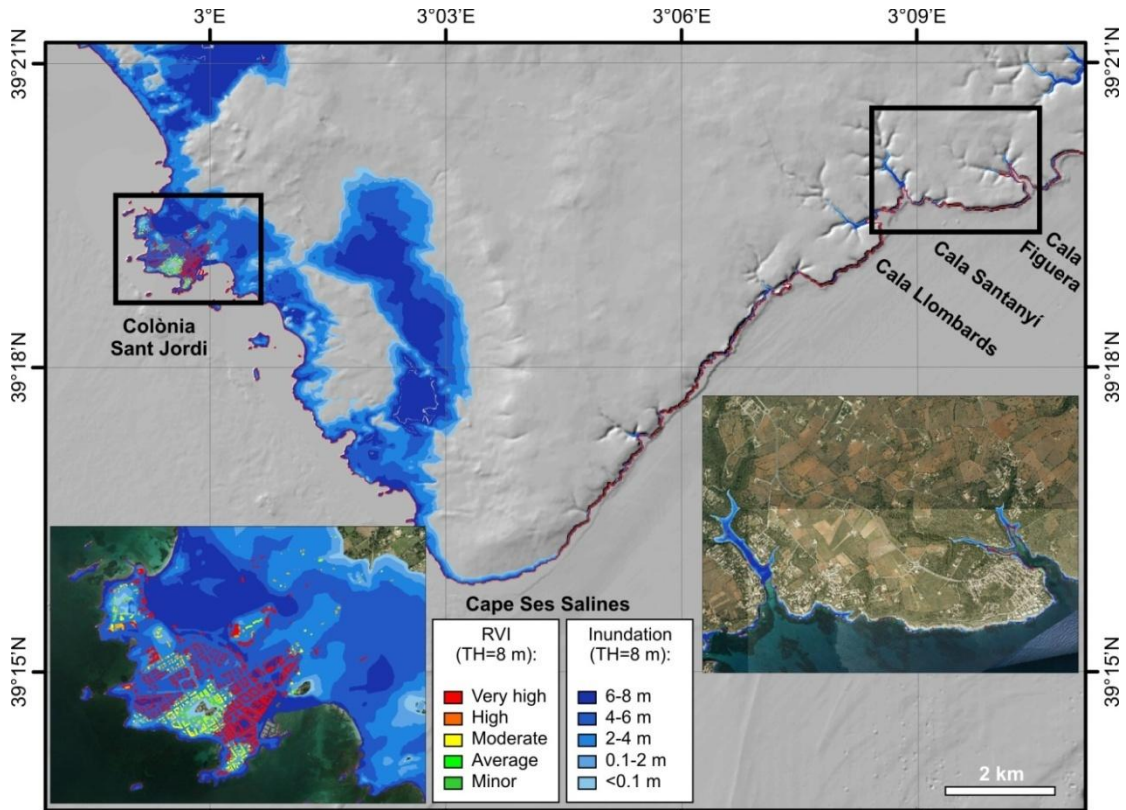 3°E
3°03'E
3°06'E
3°09'E
39°21'N
39°21'N
Colònia
Sant Jordi
Cala
Figuera
Cala Santanyí
Cala Llombards
39°18'N
39°18'N
Cape Ses Salines
RVI
(TH=8 m):
Very high
High
Moderate
Average
Minor
Inundation
(TH=8 m):
6-8 m
4-6 m
2-4 m
0.1-2 m
<0.1 m
39°15'N
39°15'N
2 km